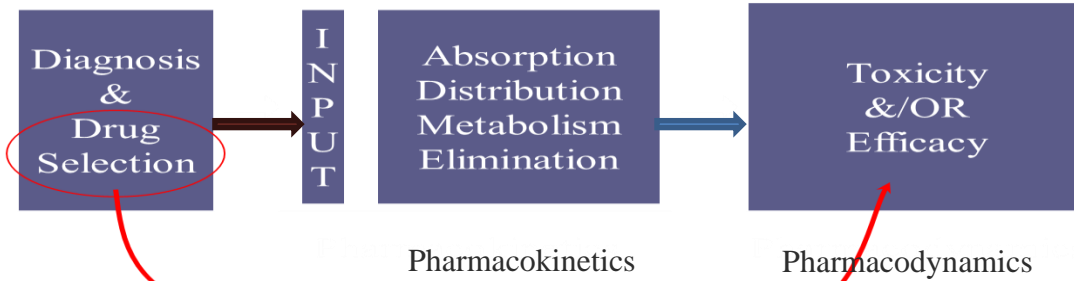 Diagnosis
&
Drug
Selection
I
N
P
U
T
Absorption
Distribution
Metabolism
Elimination
Toxicity
&/OR
Efficacy
Pharmacokinetics
Pharmacodynamics